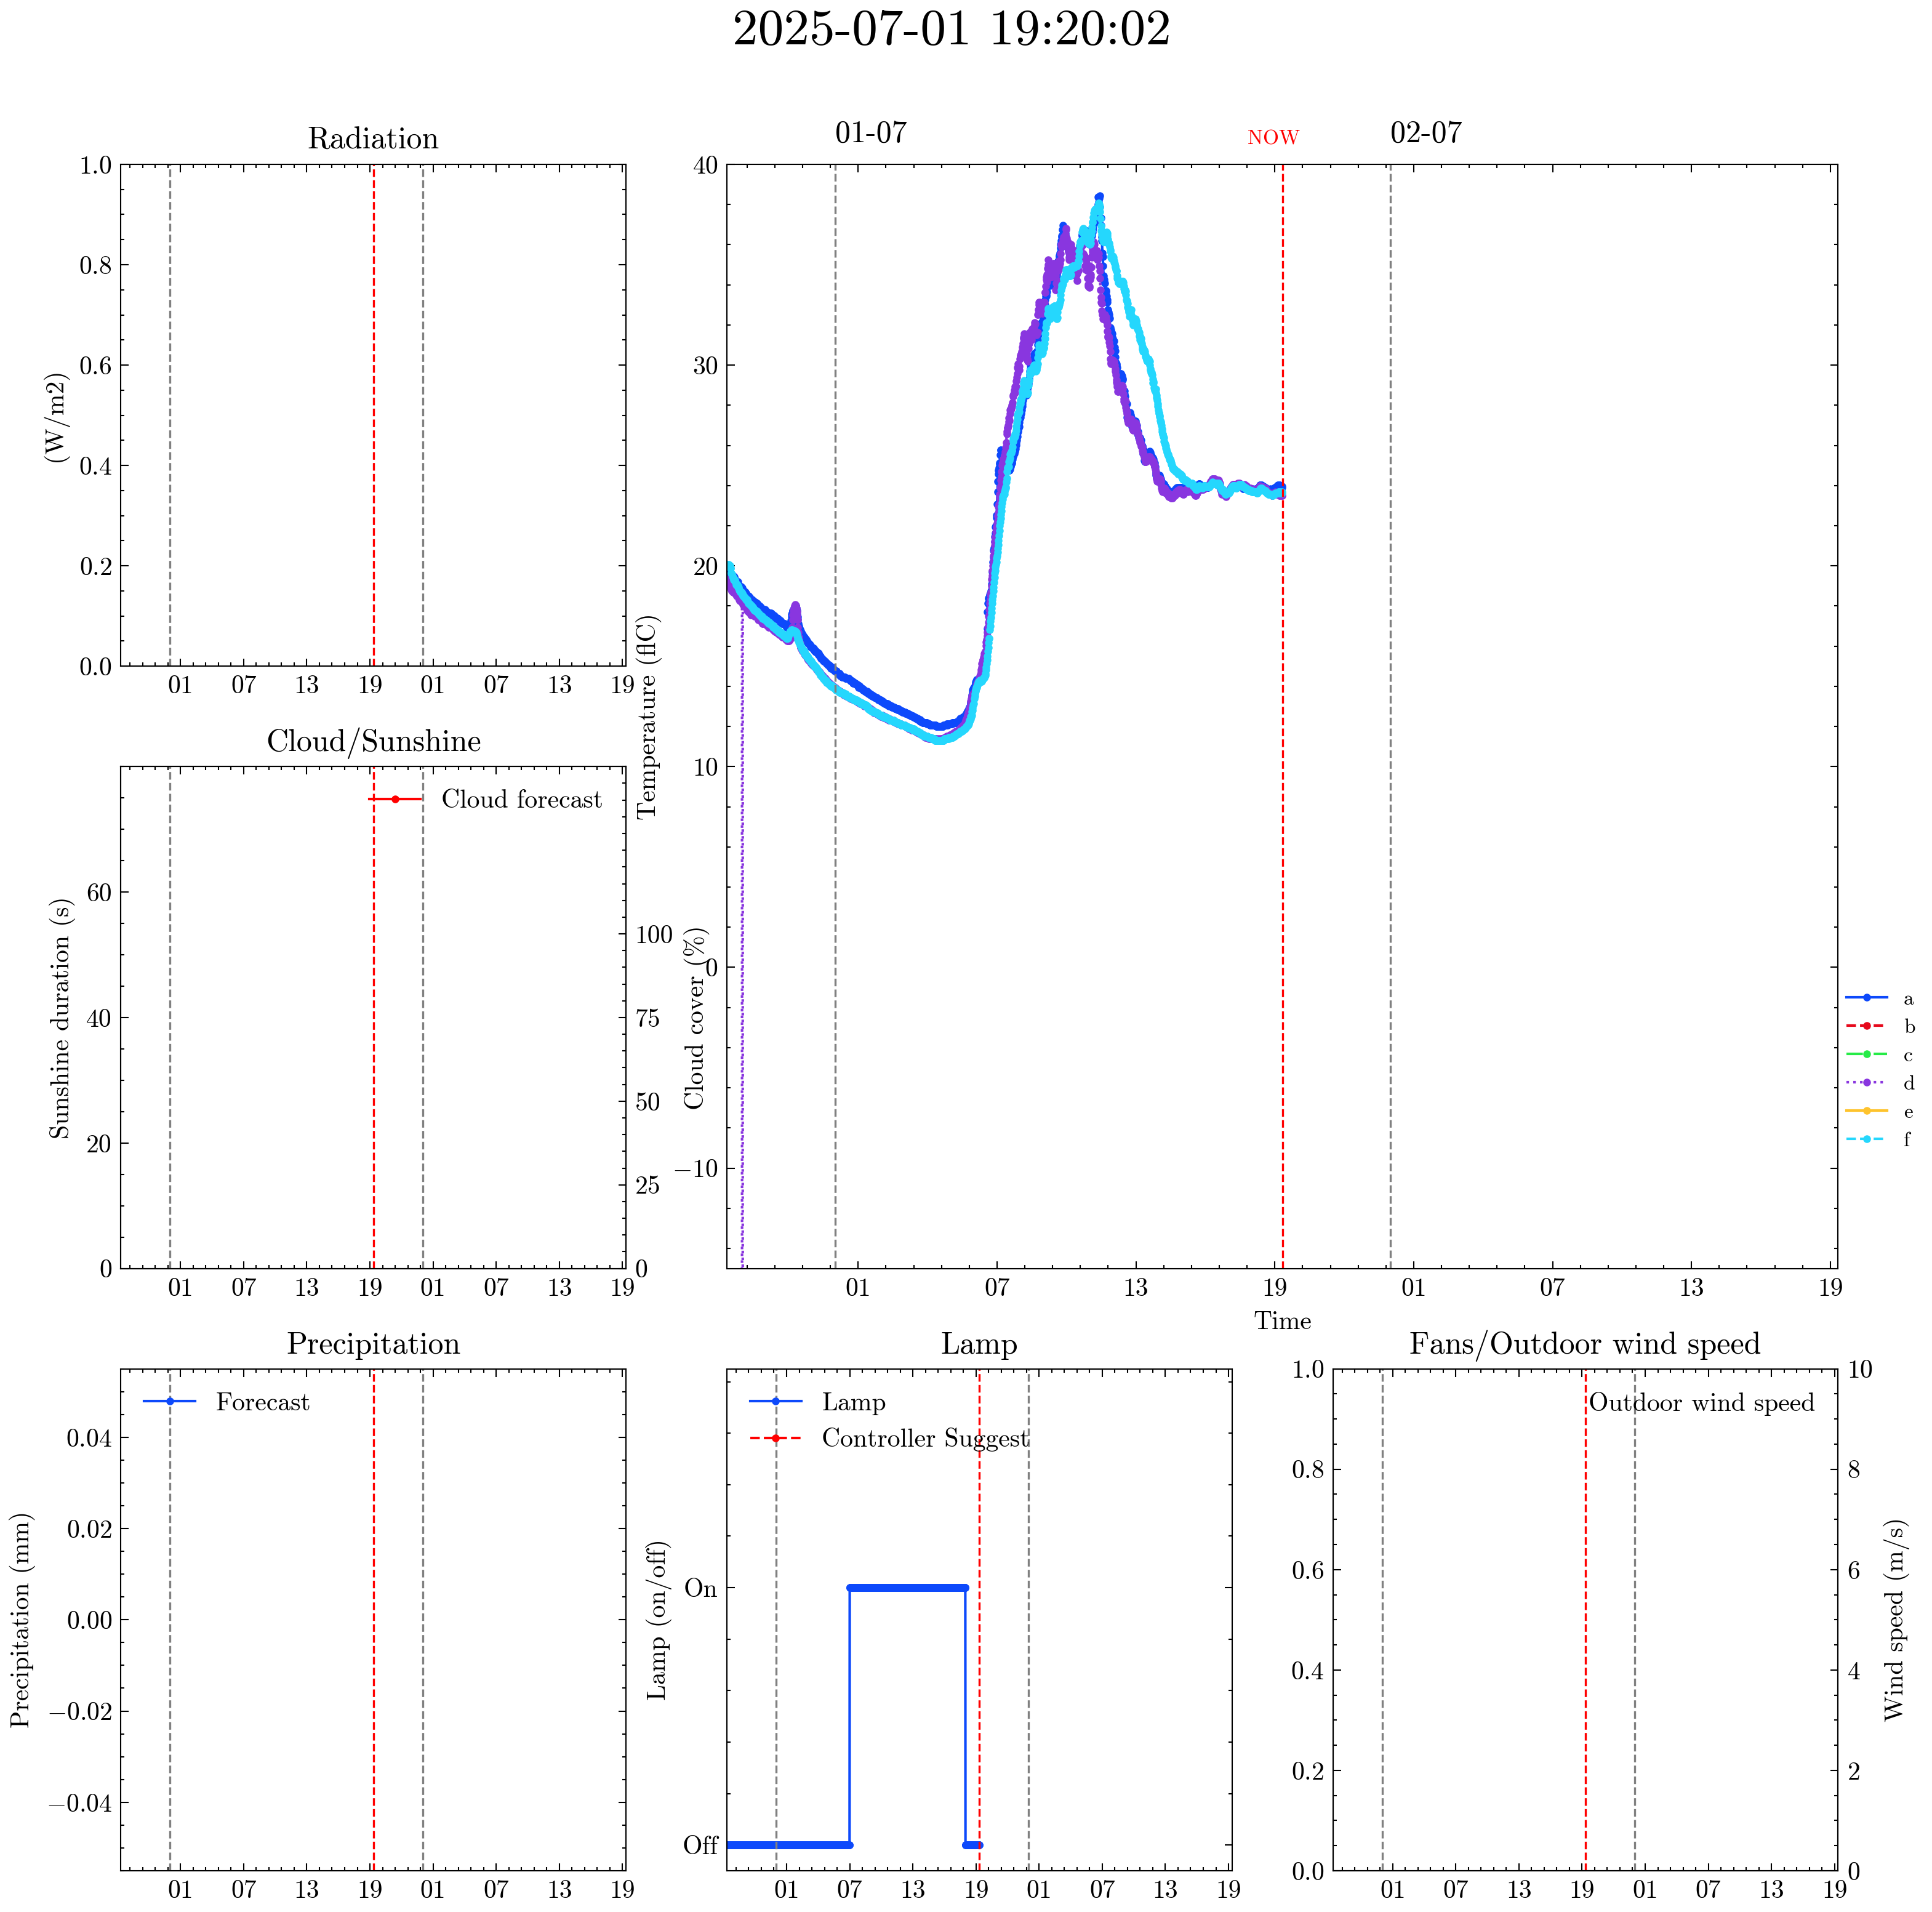 2025-07-01 19:20:02
Radiation
(W/m2)
1.0
0.8
0.6
0.4
0.2
0.0
01 07 13 19 01 07 13 19
01-07
NOW
02-07
Temperature (flC)
40
30
20
10
0
−10
01 07 13 19 01 07 13 19
Time
a
b
c
d
e
f
Cloud/Sunshine
Cloud forecast
Sunshine duration (s)
60
40
20
0
Cloud cover (%)
100
75
50
25
0
01 07 13 19 01 07 13 19
Precipitation
Forecast
Precipitation (mm)
0.04
0.02
0.00
−0.02
−0.04
01 07 13 19 01 07 13 19
Lamp
Lamp
Controller Suggest
Lamp (on/off)
On
Off
01 07 13 19 01 07 13 19
Fans/Outdoor wind speed
Outdoor wind speed
1.0
0.8
0.6
0.4
0.2
0.0
10
8
6
4
2
0
Wind speed (m/s)
01 07 13 19 01 07 13 19